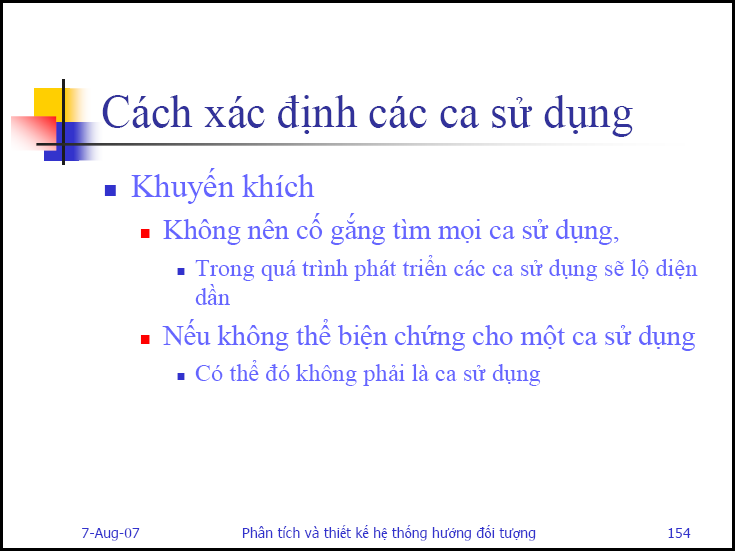 Cách xác định các ca sử dụng
Khuyến khích
Không nên cố gắng tìm mọi ca sử dụng,
Trong quá trình phát triển các ca sử dụng sẽ lộ diện
dần
Nếu không thể biện chứng cho một ca sử dụng
Có thể đó không phải là ca sử dụng
7-Aug-07 Phân tích và thiết kế hệ thống hướng đối tượng 154